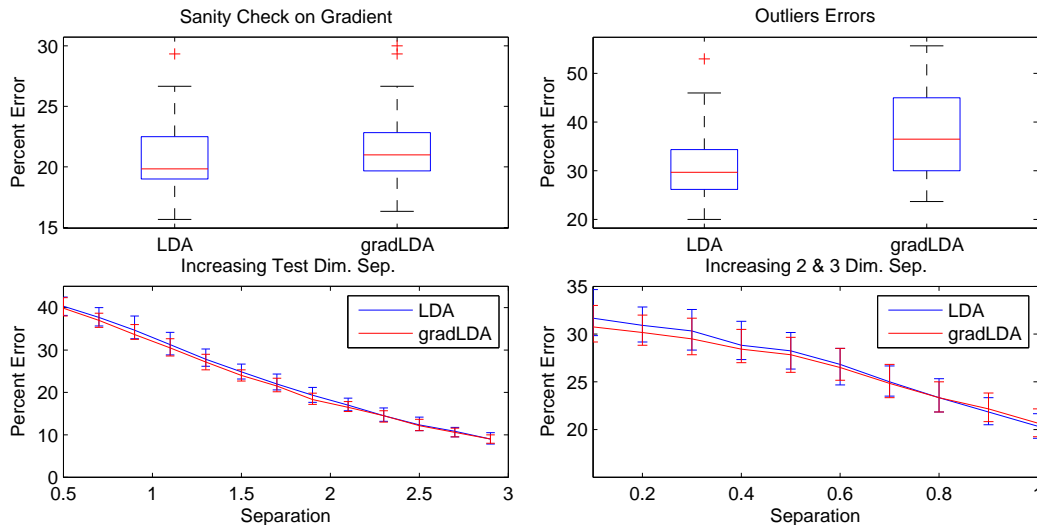 Sanity Check on Gradient
Percent Error
30
25
20
15
LDA
gradLDA
Outliers Errors
Percent Error
50
40
30
20
LDA
gradLDA
Increasing Test Dim. Sep.
Percent Error
40
30
20
10
0
LDA
gradLDA
0.5
1
1.5
2
2.5
3
Separation
Increasing 2 & 3 Dim. Sep.
Percent Error
35
30
25
20
LDA
gradLDA
0.2
0.4
0.6
0.8
1
Separation